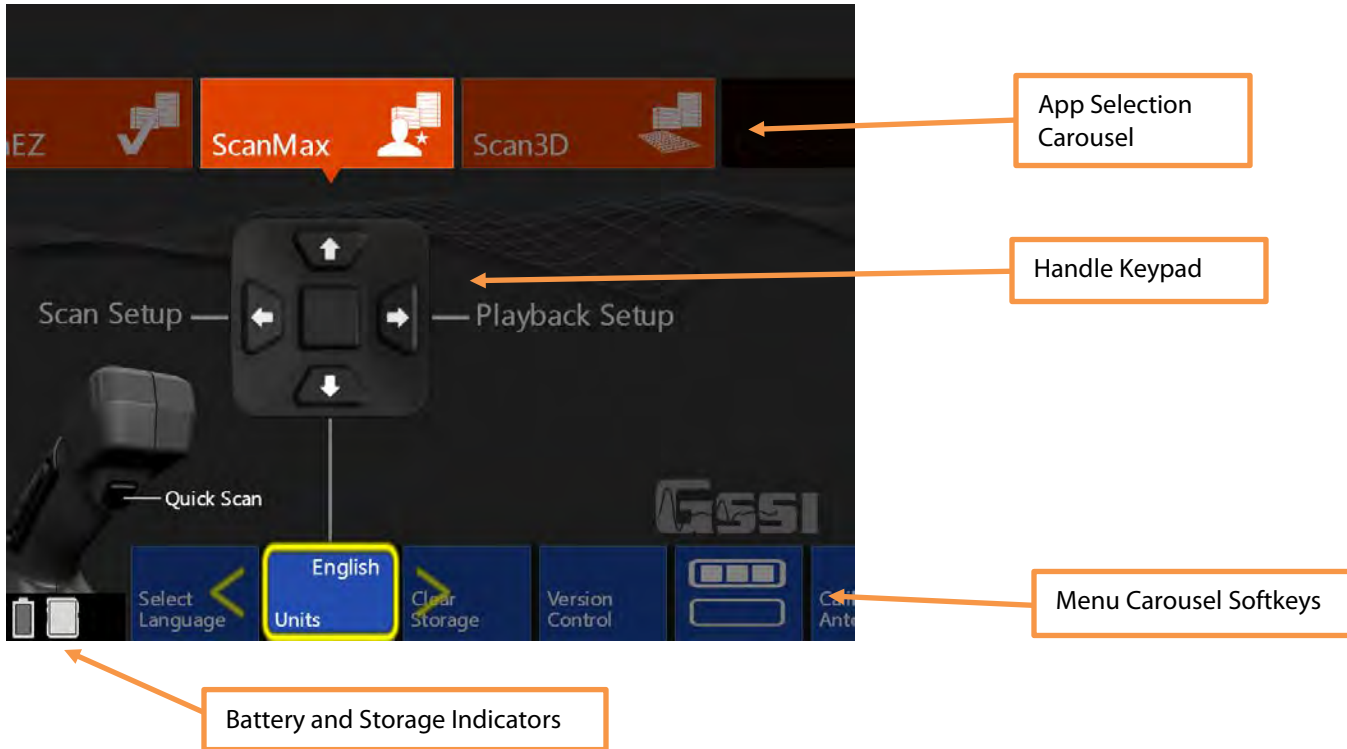 EZ
ScanMax
Scan3D
App Selection
Carousel
Handle Keypad
Scan Setup
Playback Setup
Quick Scan
GSSI
English
Units
Select
Language
Clear
Storage
Version
Control
Menu Carousel Softkeys
Battery and Storage Indicators